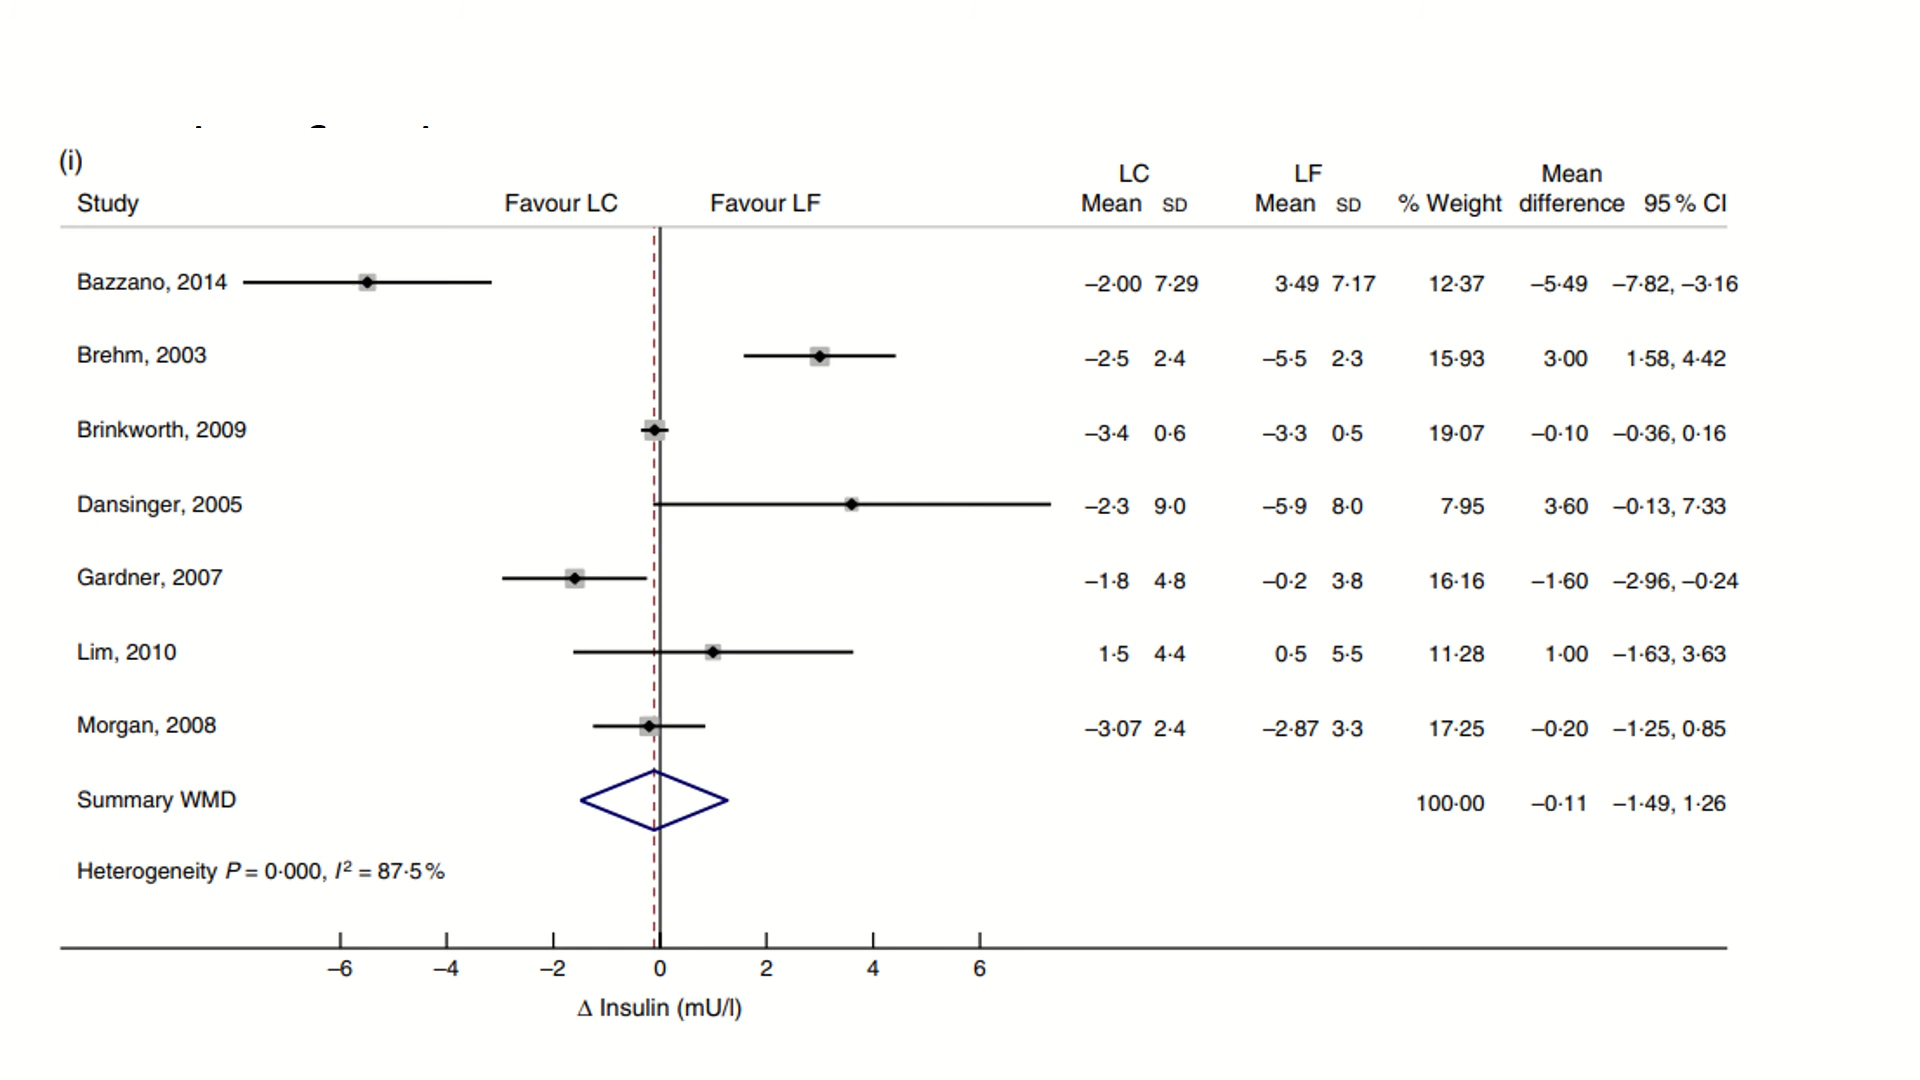 (i)
LC LF Mean
Study Favour LC Favour LF Mean SD Mean SD % Weight difference 95 % CI
Bazzano, 2014 –2·00 7·29 3·49 7·17 12·37 –5·49 –7·82, –3·16
Brehm, 2003 –2·5 2·4 –5·5 2·3 15·93 3·00 1·58, 4·42
Brinkworth, 2009 –3·4 0·6 –3·3 0·5 19·07 –0·10 –0·36, 0·16
Dansinger, 2005 –2·3 9·0 –5·9 8·0 7·95 3·60 –0·13, 7·33
Gardner, 2007 –1·8 4·8 –0·2 3·8 16·16 –1·60 –2·96, –0·24
Lim, 2010 1·5 4·4 0·5 5·5 11·28 1·00 –1·63, 3·63
Morgan, 2008 –3·07 2·4 –2·87 3·3 17·25 –0·20 –1·25, 0·85
Summary WMD 100·00 –0·11 –1·49, 1·26
Heterogeneity P = 0·000, I² = 87·5 %
–6 –4 –2 0 2 4 6
Δ Insulin (mU/l)